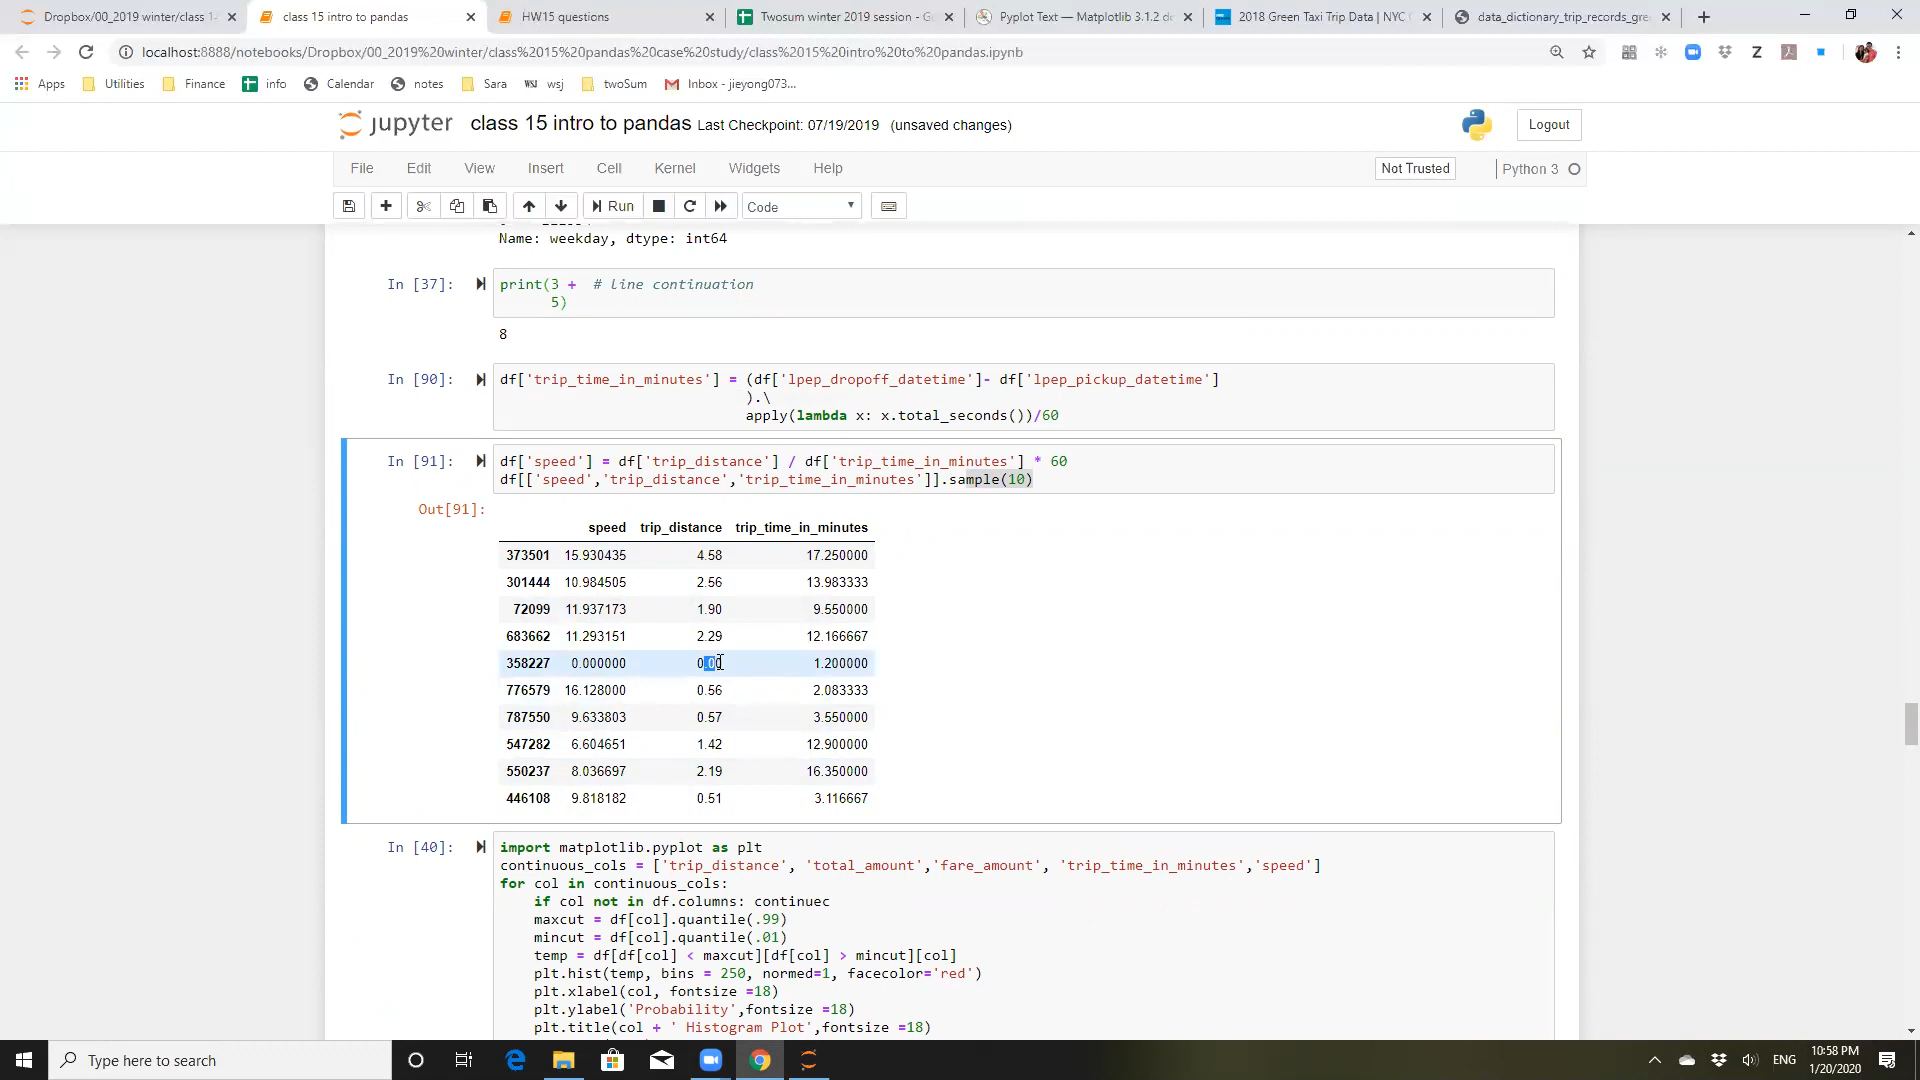 Dropbox/00_2019 winter/class 1
class 15 intro to pandas
HW15 questions
Twosum winter 2019 session - G
Pyplot Text — Matplotlib 3.1.2 d
2018 Green Taxi Trip Data | NYC
data_dictionary_trip_records_gre
localhost:8888/notebooks/Dropbox/00_2019%20winter/class%2015%20pandas%20case%20study/class%2015%20intro%20to%20pandas.ipynb
Apps Utilities Finance info Calendar notes Sara WSJ wsj twoSum Inbox - jieyong073...
jupyter class 15 intro to pandas Last Checkpoint: 07/19/2019 (unsaved changes) Logout
File Edit View Insert Cell Kernel Widgets Help Not Trusted Python 3
Run Code
Name: weekday, dtype: int64
In [37]: print(3 + # line continuation
5)
8
In [90]: df['trip_time_in_minutes'] = (df['lpep_dropoff_datetime']- df['lpep_pickup_datetime']
).\
apply(lambda x: x.total_seconds())/60
In [91]: df['speed'] = df['trip_distance'] / df['trip_time_in_minutes'] * 60
df[['speed','trip_distance','trip_time_in_minutes']].sample(10)
Out[91]:
speed trip_distance trip_time_in_minutes
373501 15.930435 4.58 17.250000
301444 10.984505 2.56 13.983333
72099 11.937173 1.90 9.550000
683662 11.293151 2.29 12.166667
358227 0.000000 0.00 1.200000
776579 16.128000 0.56 2.083333
787550 9.633803 0.57 3.550000
547282 6.604651 1.42 12.900000
550237 8.036697 2.19 16.350000
446108 9.818182 0.51 3.116667
In [40]: import matplotlib.pyplot as plt
continuous_cols = ['trip_distance', 'total_amount','fare_amount', 'trip_time_in_minutes','speed']
for col in continuous_cols:
if col not in df.columns: continuec
maxcut = df[col].quantile(.99)
mincut = df[col].quantile(.01)
temp = df[df[col] < maxcut][df[col] > mincut][col]
plt.hist(temp, bins = 250, normed=1, facecolor='red')
plt.xlabel(col, fontsize =18)
plt.ylabel('Probability',fontsize =18)
plt.title(col + ' Histogram Plot',fontsize =18)
Type here to search
ENG
10:58 PM
1/20/2020